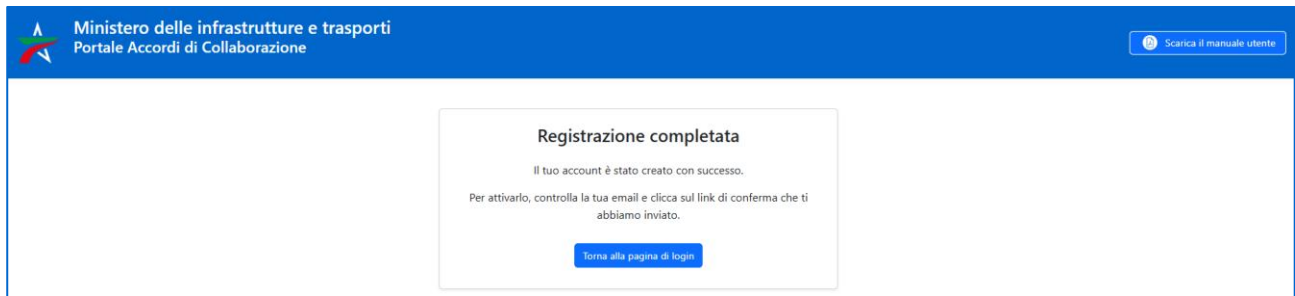 Ministero delle infrastrutture e trasporti
Portale Accordi di Collaborazione
Scarica il manuale utente
Registrazione completata
Il tuo account è stato creato con successo.
Per attivarlo, controlla la tua email e clicca sul link di conferma che ti
abbiamo inviato.
Torna alla pagina di login